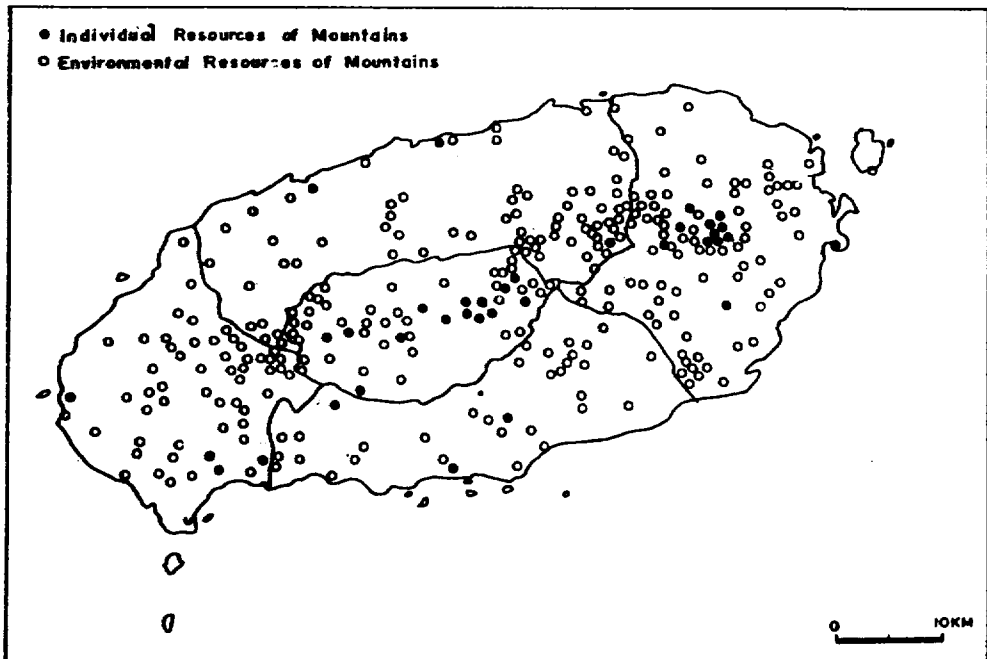 Individual Resources of Mountains
Environmental Resources of Mountains
0 10KM